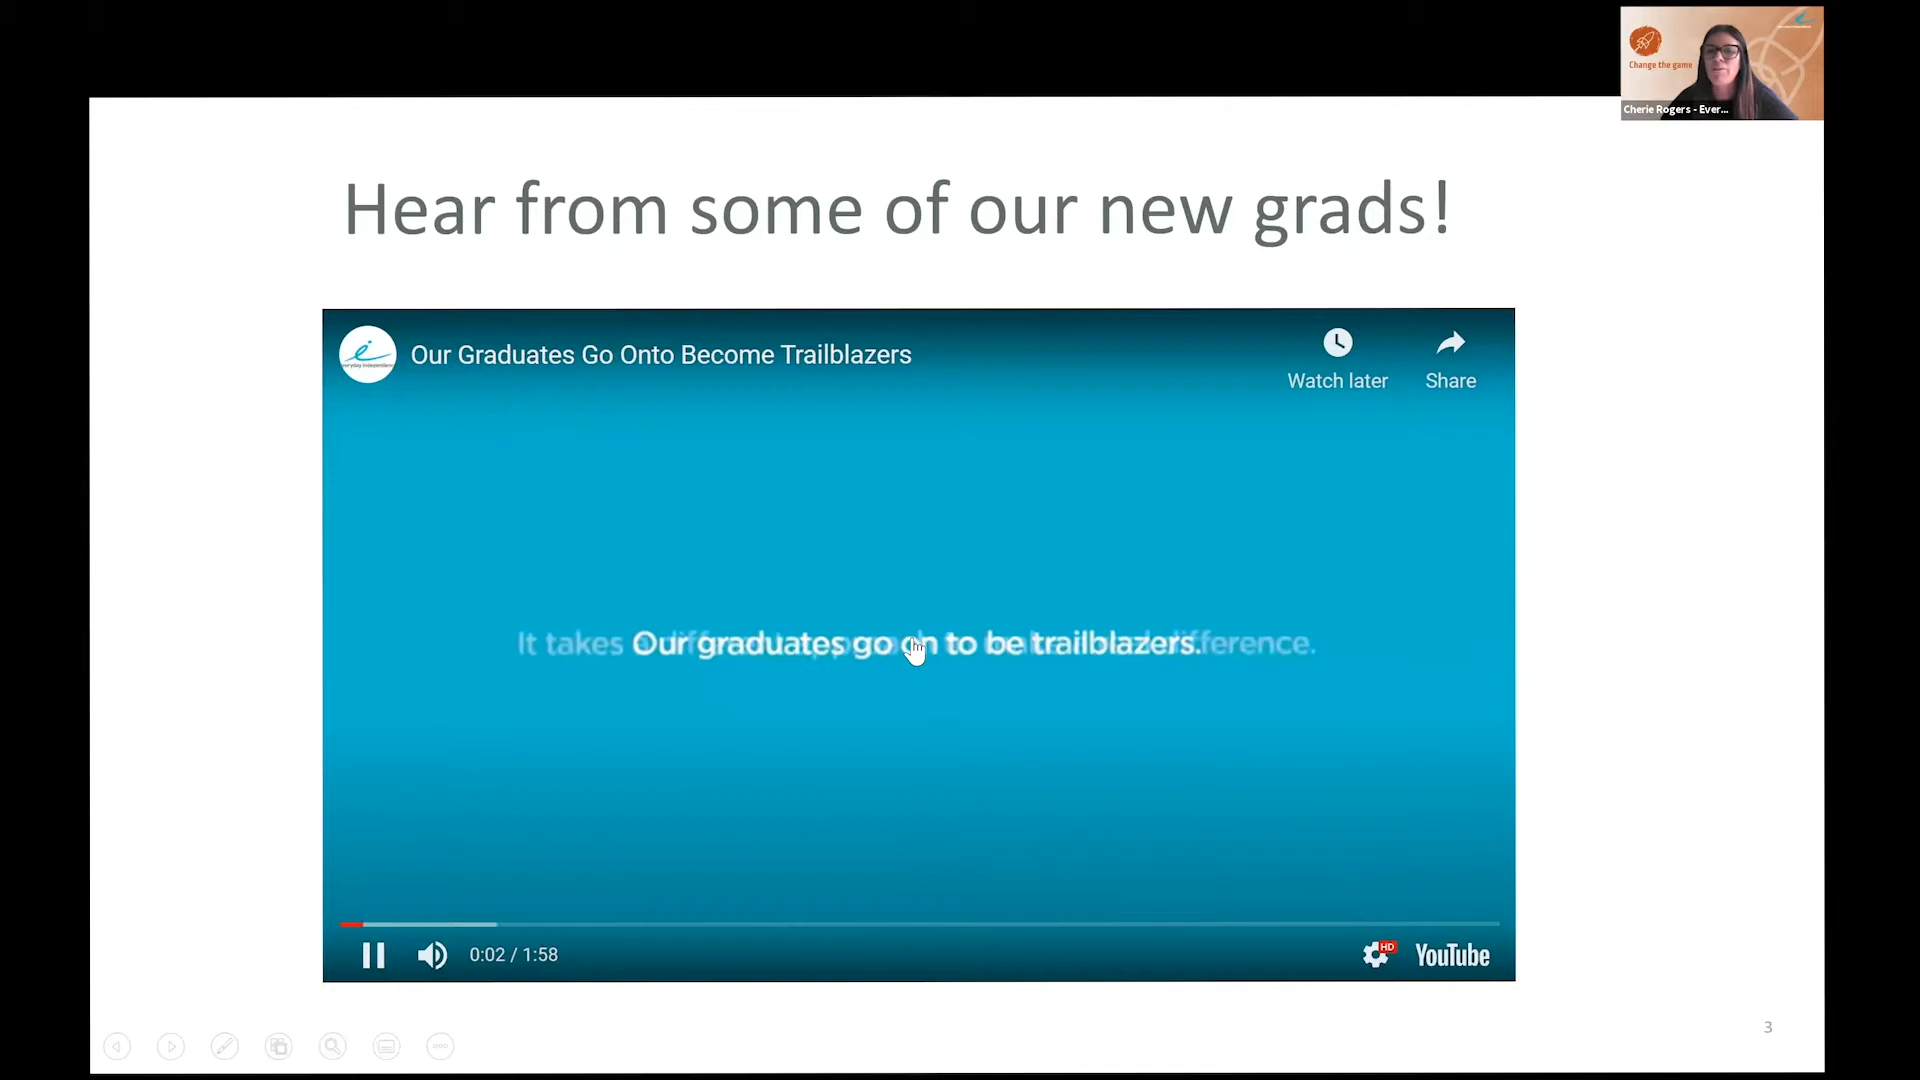 Change the game
Cherie Rogers - Ever...
Hear from some of our new grads!
Our Graduates Go Onto Become Trailblazers
Watch later
Share
It takes
Our graduates go on to be trailblazers.
difference.
0:02 / 1:58
HD
YouTube
3